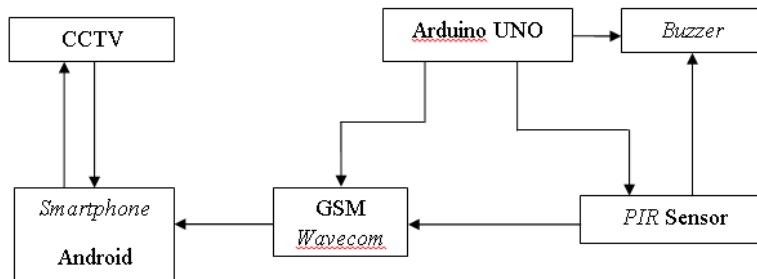 CCTV
Arduino UNO
Buzzer
Smartphone
Android
GSM
Wavecom
PIR Sensor